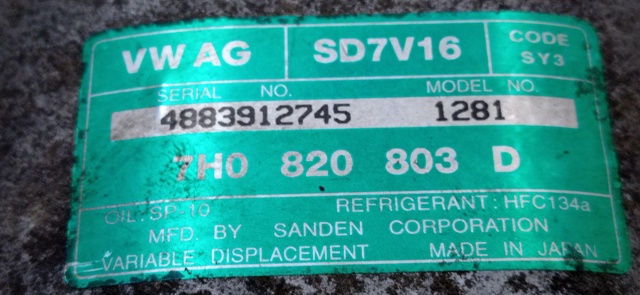 VW AG SD7V16 CODE
SY3
SERIAL NO. MODEL NO.
4883912745 1281
7H0 820 803 D
OIL: SP-10 REFRIGERANT: HFC134a
MFD. BY SANDEN CORPORATION
VARIABLE DISPLACEMENT MADE IN JAPAN